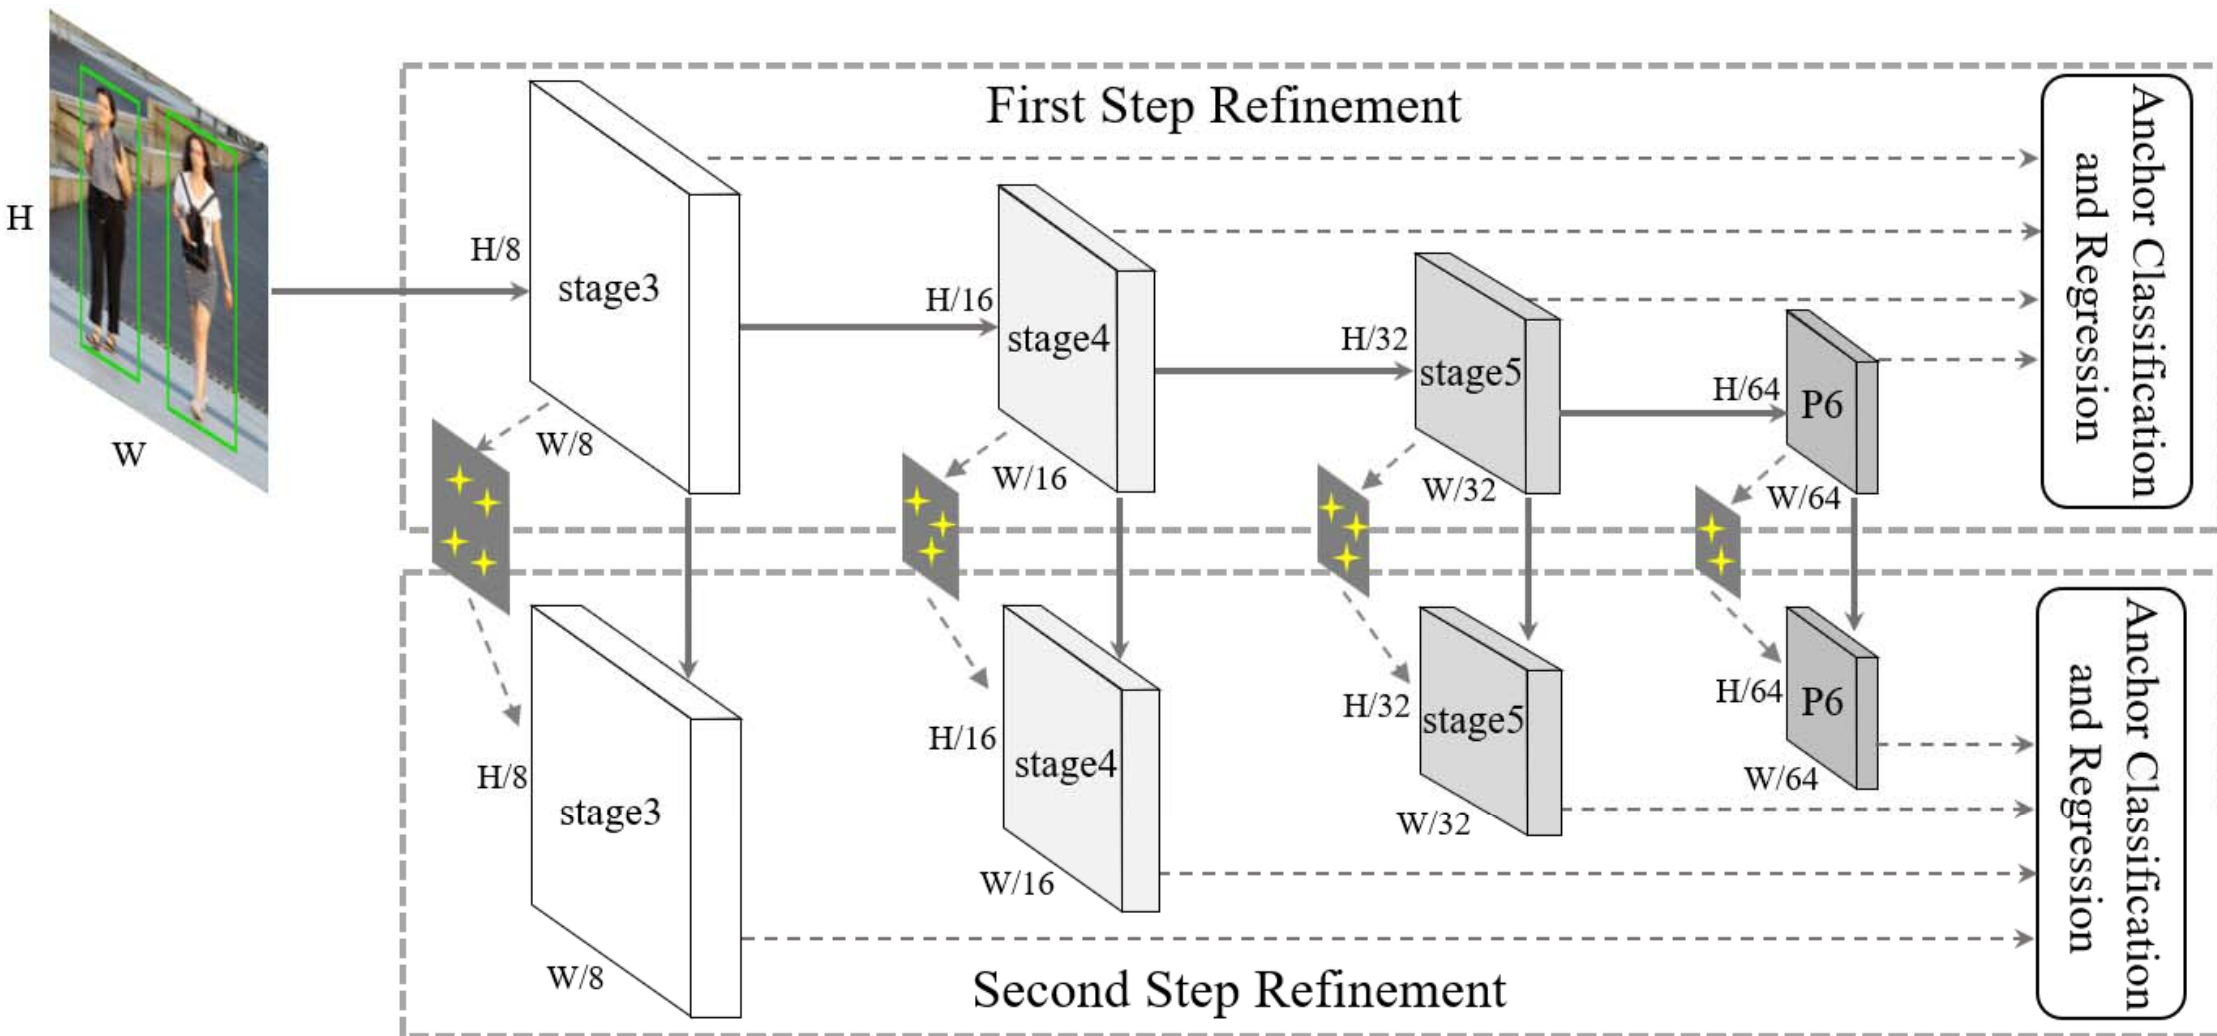 First Step Refinement
H
W
H/8
stage3
W/8
H/16
stage4
W/16
H/32
stage5
W/32
H/64
P6
W/64
Anchor Classification
and Regression
H/8
stage3
W/8
H/16
stage4
W/16
H/32
stage5
W/32
H/64
P6
W/64
Anchor Classification
and Regression
Second Step Refinement